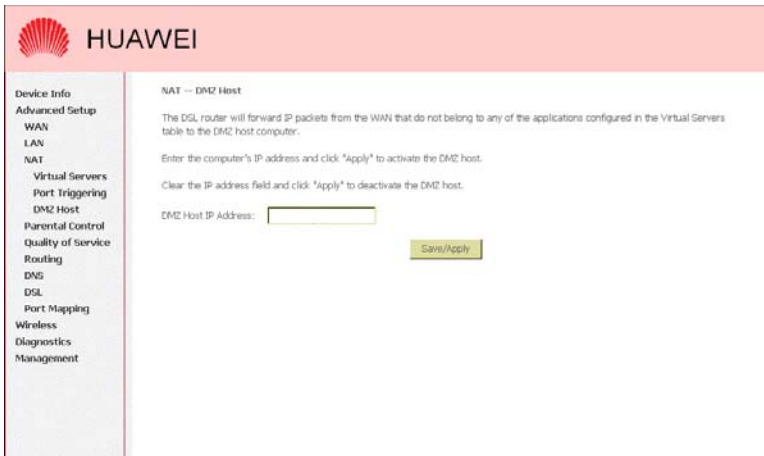 HUAWEI
Device Info
Advanced Setup
WAN
LAN
NAT
Virtual Servers
Port Triggering
DMZ Host
Parental Control
Quality of Service
Routing
DNS
DSL
Port Mapping
Wireless
Diagnostics
Management
NAT -- DMZ Host
The DSL router will forward IP packets from the WAN that do not belong to any of the applications configured in the Virtual Servers
table to the DMZ host computer.
Enter the computer's IP address and click "Apply" to activate the DMZ host.
Clear the IP address field and click "Apply" to deactivate the DMZ host.
DMZ Host IP Address:
Save/Apply